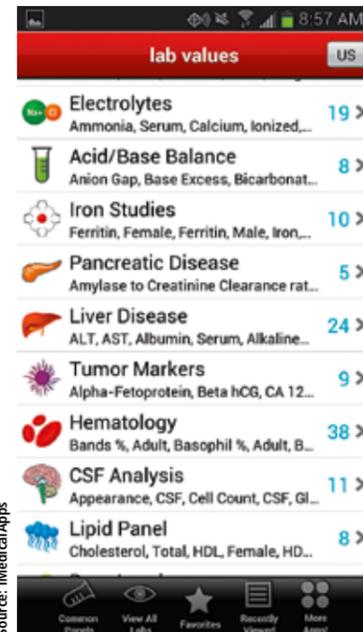 8:57 AM
lab values
US
Electrolytes
19
Ammonia, Serum, Calcium, Ionized,...
Acid/Base Balance
8
Anion Gap, Base Excess, Bicarbonat...
Iron Studies
10
Ferritin, Female, Ferritin, Male, Iron,...
Pancreatic Disease
5
Amylase to Creatinine Clearance rat...
Liver Disease
24
ALT, AST, Albumin, Serum, Alkaline...
Tumor Markers
9
Alpha-Fetoprotein, Beta hCG, CA 12...
Hematology
38
Bands %, Adult, Basophil %, Adult, B...
CSF Analysis
11
Appearance, CSF, Cell Count, CSF, Gl...
Lipid Panel
8
Cholesterol, Total, HDL, Female, HD...
Common
Panels
View All
Labs
Favorites
Recently
Viewed
More
Apps!
Source: iMedicalApps